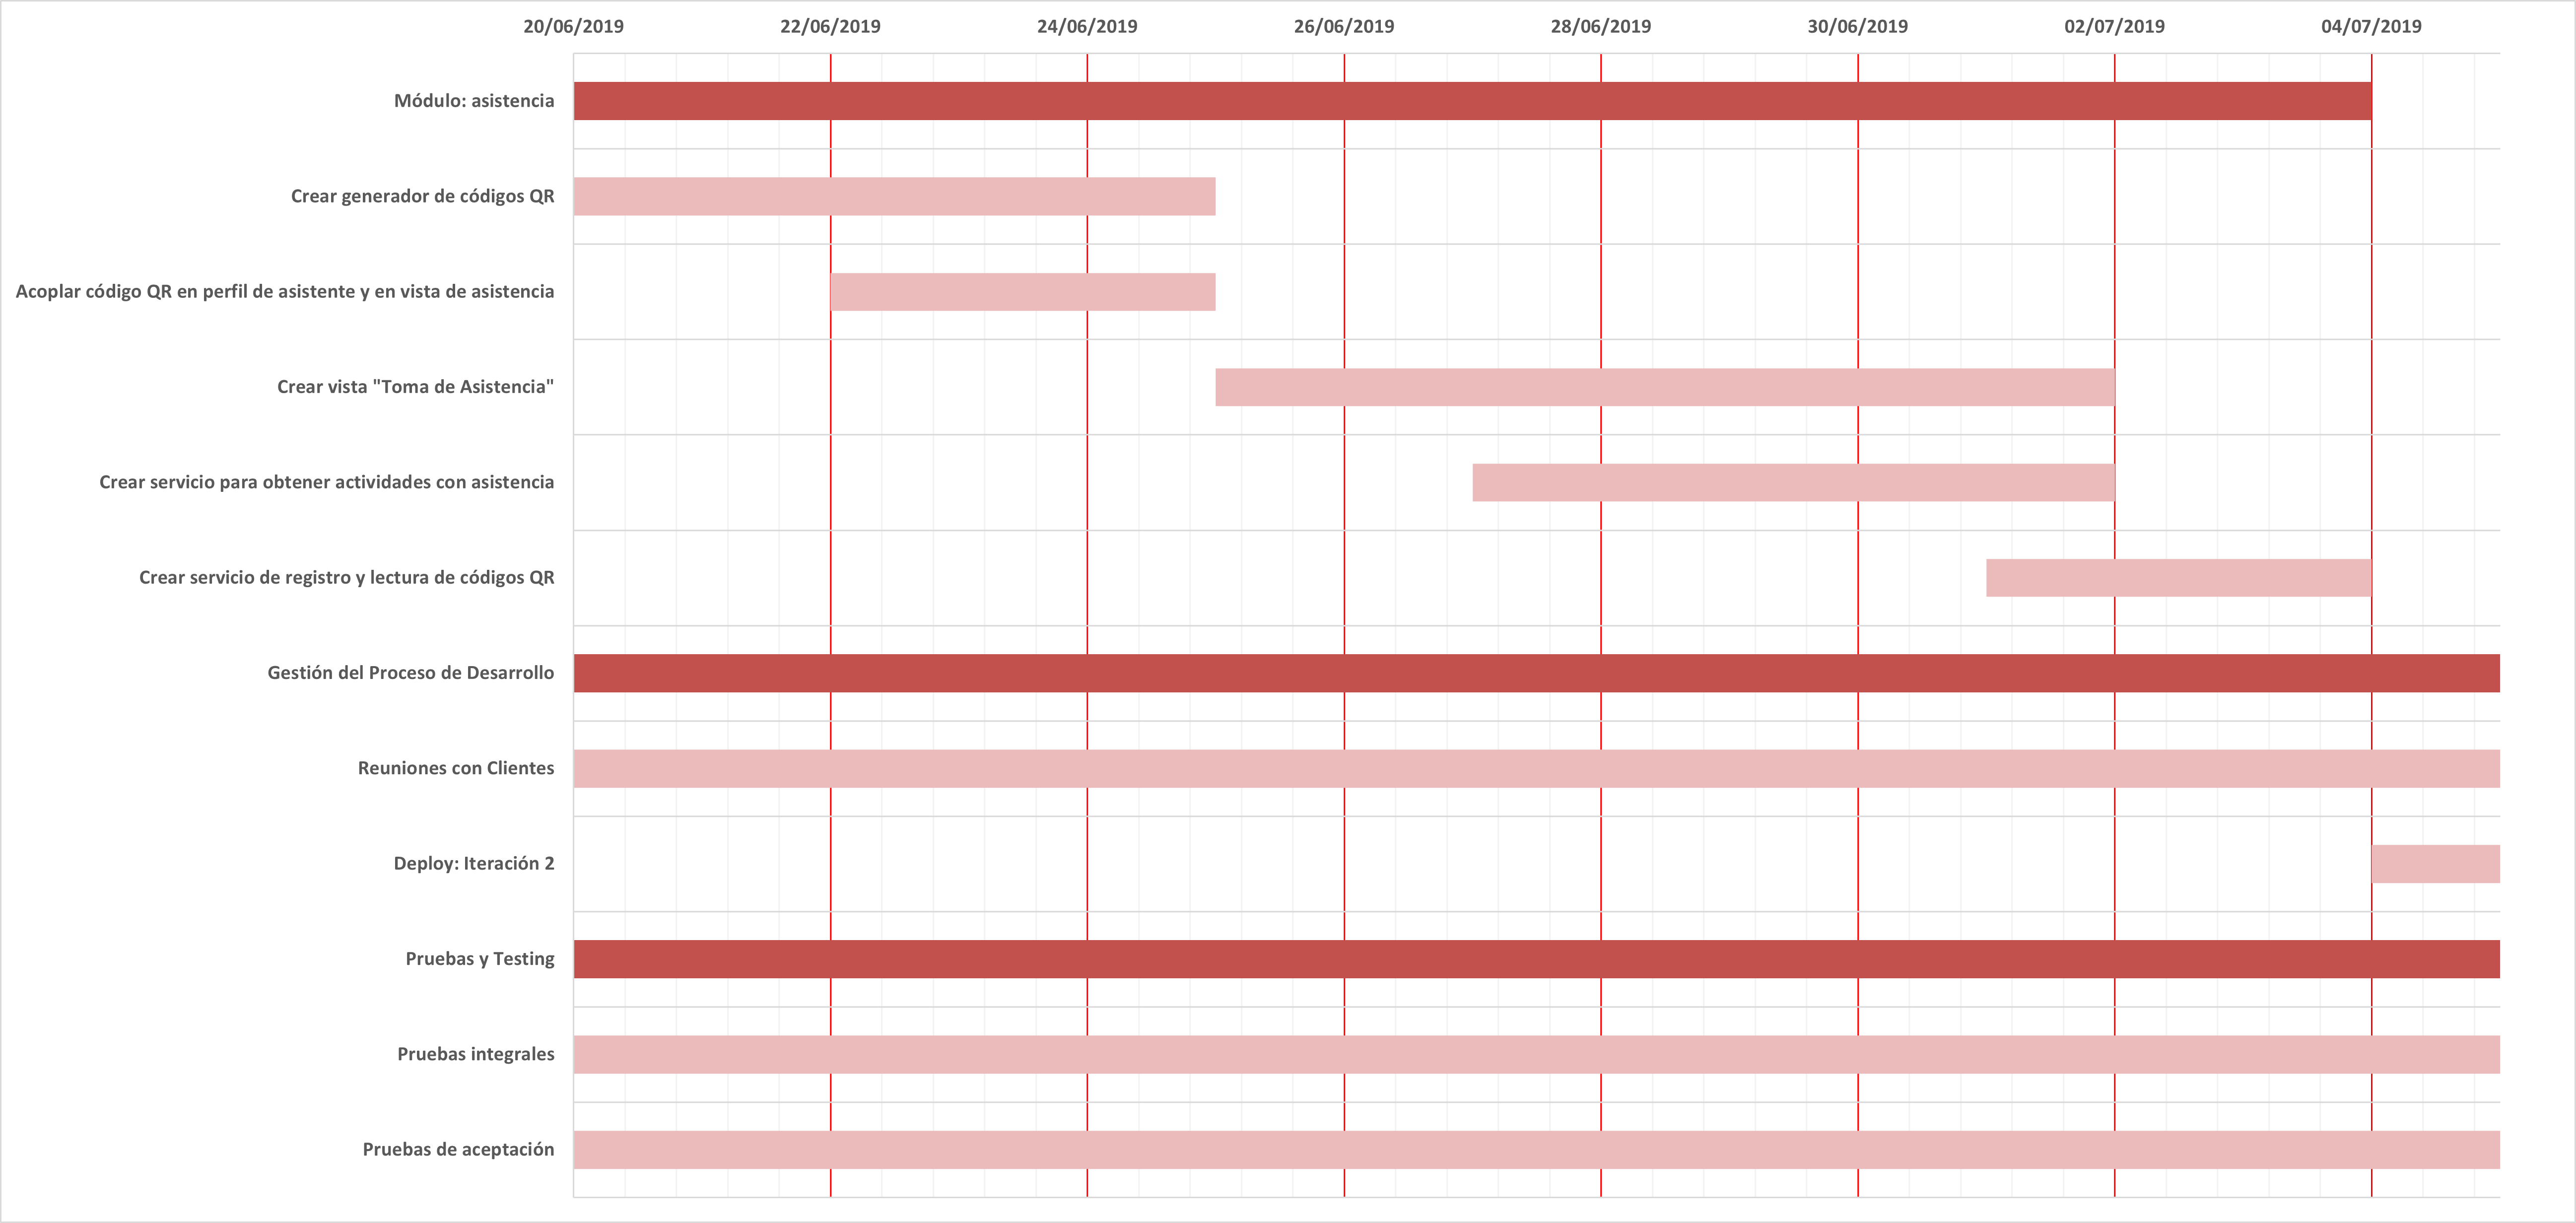 20/06/2019 22/06/2019 24/06/2019 26/06/2019 28/06/2019 30/06/2019 02/07/2019 04/07/2019
Módulo: asistencia
Crear generador de códigos QR
Acoplar código QR en perfil de asistente y en vista de asistencia
Crear vista "Toma de Asistencia"
Crear servicio para obtener actividades con asistencia
Crear servicio de registro y lectura de códigos QR
Gestión del Proceso de Desarrollo
Reuniones con Clientes
Deploy: Iteración 2
Pruebas y Testing
Pruebas integrales
Pruebas de aceptación